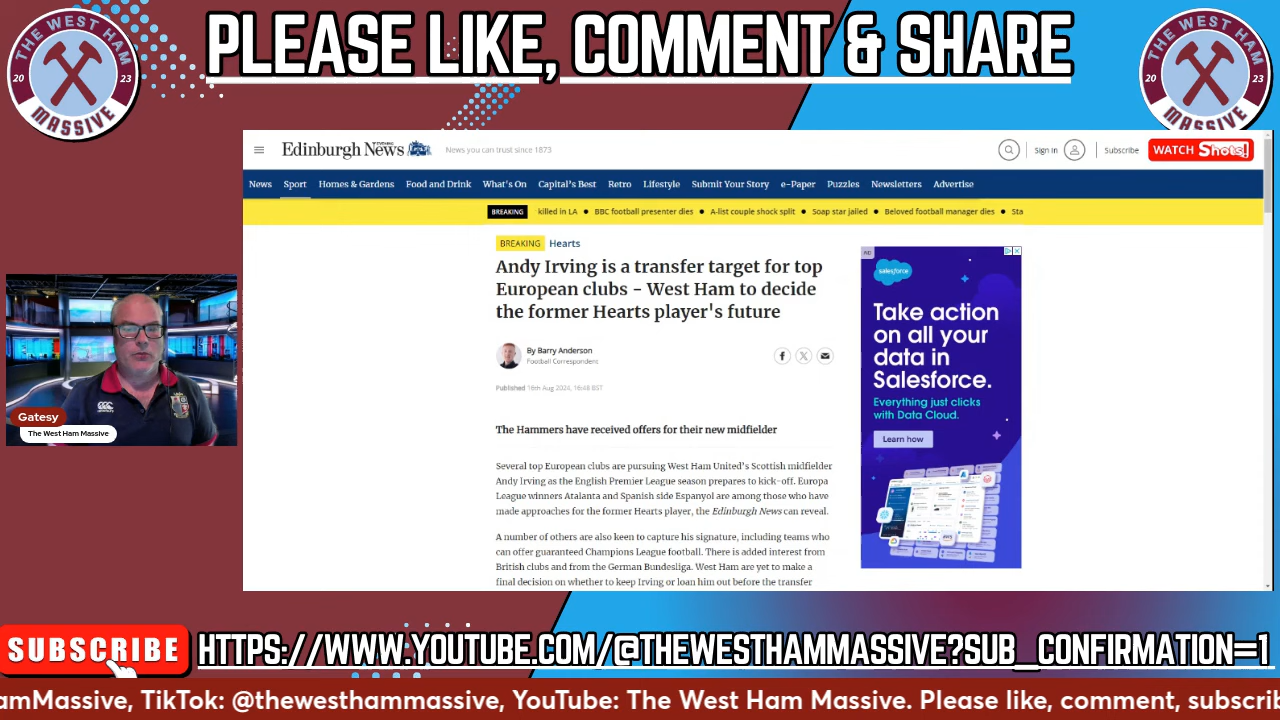 PLEASE LIKE, COMMENT & SHARE
THE WEST HAM
20 23
MASSIVE
THE WEST HAM
20 23
MASSIVE
Edinburgh News
News you can trust since 1873
Sign In
Subscribe
WATCH Shots!
News Sport Homes & Gardens Food and Drink What's On Capital's Best Retro Lifestyle Submit Your Story e-Paper Puzzles Newsletters Advertise
BREAKING killed in LA • BBC football presenter dies • A-list couple shock split • Soap star jailed • Beloved football manager dies • Sta
BREAKING Hearts
Andy Irving is a transfer target for top
European clubs - West Ham to decide
the former Hearts player's future
By Barry Anderson
Football Correspondent
Published 16th Aug 2024, 16:48 BST
The Hammers have received offers for their new midfielder
Several top European clubs are pursuing West Ham United's Scottish midfielder
Andy Irving as the English Premier League season prepares to kick-off. Europa
League winners Atalanta and Spanish side Espanyol are among those who have
made approaches for the former Hearts player, the Edinburgh News can reveal.
A number of others are also keen to capture his signature, including teams who
can offer guaranteed Champions League football. There is added interest from
British clubs and from the German Bundesliga. West Ham are yet to make a
final decision on whether to keep Irving or loan him out before the transfer
AD
salesforce
Take action
on all your
data in
Salesforce.
Everything just clicks
with Data Cloud.
Learn how
Gatesy
The West Ham Massive
SUBSCRIBE
HTTPS://WWW.YOUTUBE.COM/@THEWESTHAMMASSIVE?SUB_CONFIRMATION=1
amMassive, TikTok: @thewesthammassive, YouTube: The West Ham Massive. Please like, comment, subscrib